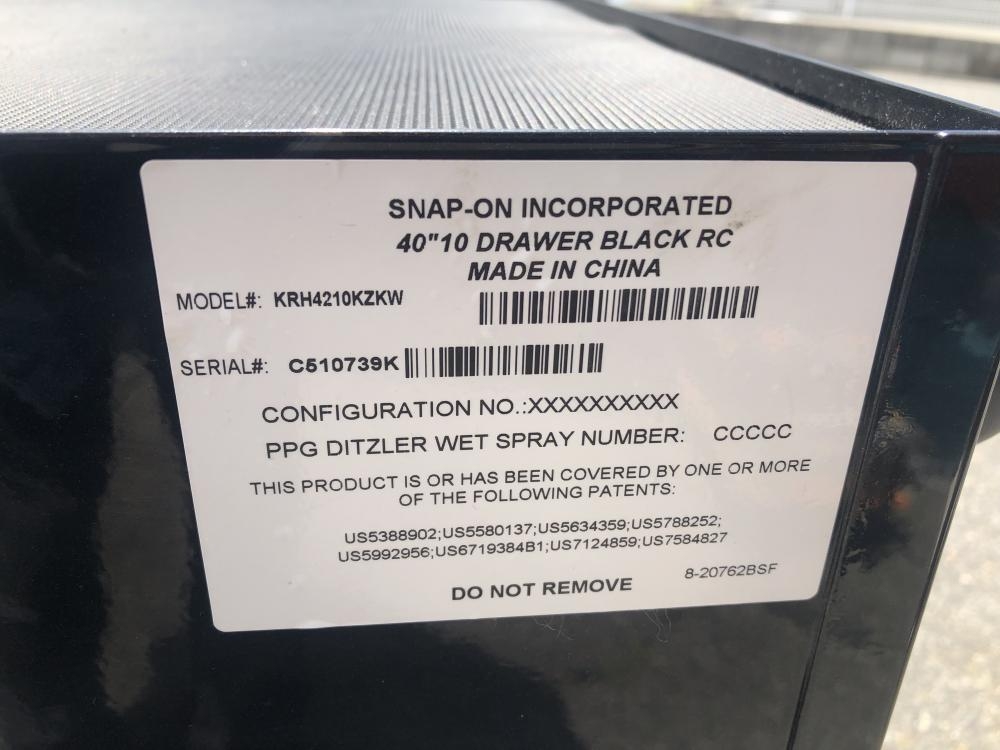 SNAP-ON INCORPORATED
40"10 DRAWER BLACK RC
MADE IN CHINA
MODEL#: KRH4210KZKW
SERIAL#: C510739K
CONFIGURATION NO.:XXXXXXXXXX
PPG DITZLER WET SPRAY NUMBER: CCCCC
THIS PRODUCT IS OR HAS BEEN COVERED BY ONE OR MORE
OF THE FOLLOWING PATENTS:
US5388902;US5580137;US5634359;US5788252;
US5992956;US6719384B1;US7124859;US7584827
8-20762BSF
DO NOT REMOVE